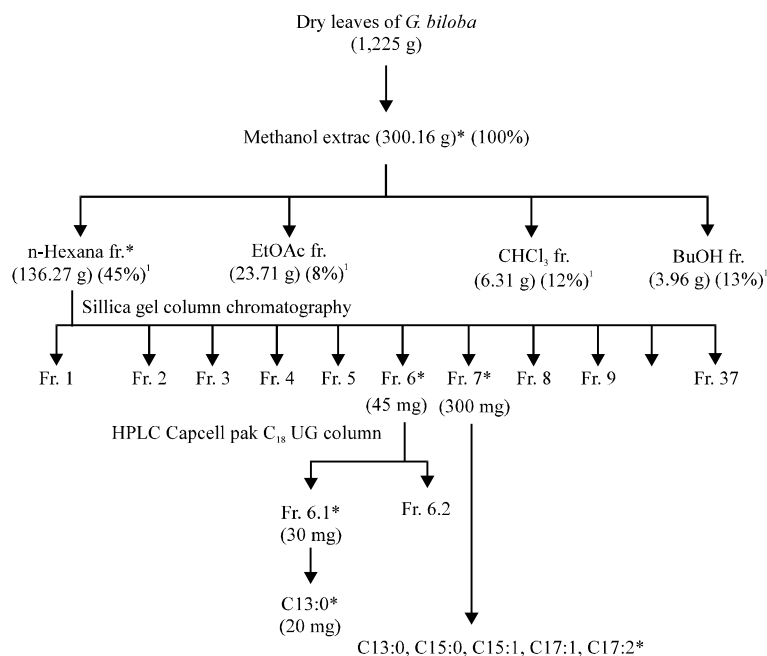 Dry leaves of G. biloba
(1,225 g)
Methanol extrac (300.16 g)* (100%)
n-Hexana fr.*
(136.27 g) (45%)¹
EtOAc fr.
(23.71 g) (8%)¹
CHCl₃ fr.
(6.31 g) (12%)¹
BuOH fr.
(3.96 g) (13%)¹
Sillica gel column chromatography
Fr. 1 Fr. 2 Fr. 3 Fr. 4 Fr. 5 Fr. 6* Fr. 7* Fr. 8 Fr. 9 Fr. 37
(45 mg) (300 mg)
HPLC Capcell pak C₁₈ UG column
Fr. 6.1*
(30 mg)
Fr. 6.2
C13:0*
(20 mg)
C13:0, C15:0, C15:1, C17:1, C17:2*